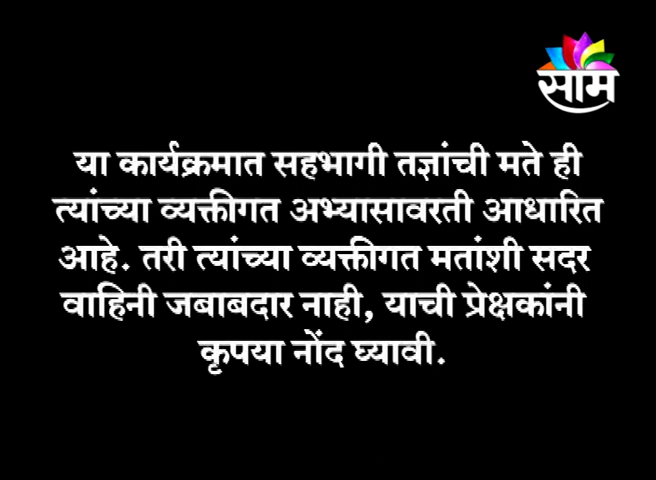 साम
या कार्यक्रमात सहभागी तज्ञांची मते ही
त्यांच्या व्यक्तीगत अभ्यासावरती आधारित
आहे. तरी त्यांच्या व्यक्तीगत मतांशी सदर
वाहिनी जबाबदार नाही, याची प्रेक्षकांनी
कृपया नोंद घ्यावी.